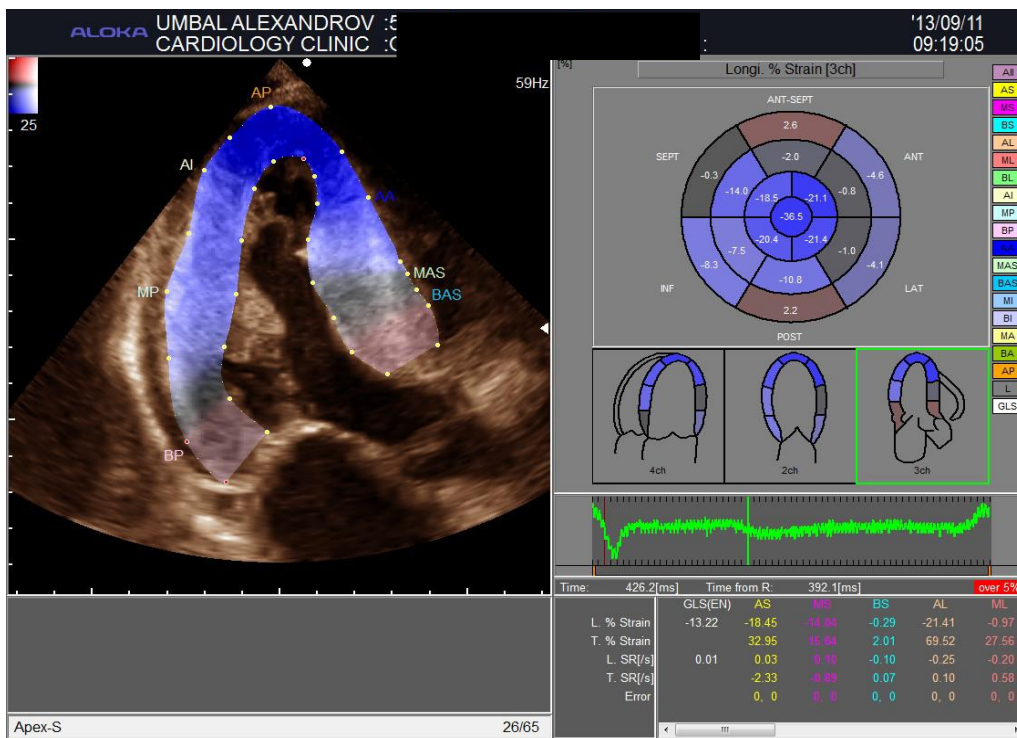 ALOKA
UMBAL ALEXANDROV :
CARDIOLOGY CLINIC :
:
'13/09/11
09:19:05
59Hz
25
AP
AI
AA
MP
MAS
BAS
BP
Apex-S
26/65
[%]
Longi. % Strain [3ch]
ANT-SEPT
SEPT
ANT
INF
LAT
POST
2.6
-0.3
-2.0
-4.6
-14.0
-18.5
-21.1
-0.8
-36.5
-8.3
-7.5
-20.4
-21.4
-1.0
-4.1
-10.8
2.2
4ch
2ch
3ch
All
AS
MS
BS
AL
ML
BL
AI
MP
BP
MAS
BAS
MI
BI
MA
BA
AP
L
GLS
Time: 426.2[ms] Time from R: 392.1[ms] over 5%
GLS(EN) AS MS BS AL ML
L. % Strain -13.22 -18.45 -0.29 -21.41 -0.97
T. % Strain 32.95 2.01 69.52 27.56
L. SR[/s] 0.01 0.03 0.10 -0.10 -0.25 -0.20
T. SR[/s] -2.33 0.07 0.10 0.58
Error 0, 0 0, 0 0, 0 0, 0 0, 0